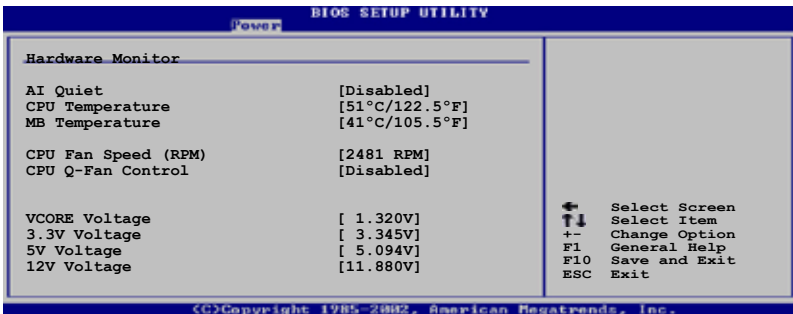 BIOS SETUP UTILITY
Power
Hardware Monitor
AI Quiet [Disabled]
CPU Temperature [51°C/122.5°F]
MB Temperature [41°C/105.5°F]
CPU Fan Speed (RPM) [2481 RPM]
CPU Q-Fan Control [Disabled]
VCORE Voltage [ 1.320V]
3.3V Voltage [ 3.345V]
5V Voltage [ 5.094V]
12V Voltage [11.880V]
← Select Screen
↑↓ Select Item
+- Change Option
F1 General Help
F10 Save and Exit
ESC Exit
(C)Copyright 1985-2002, American Megatrends, Inc.